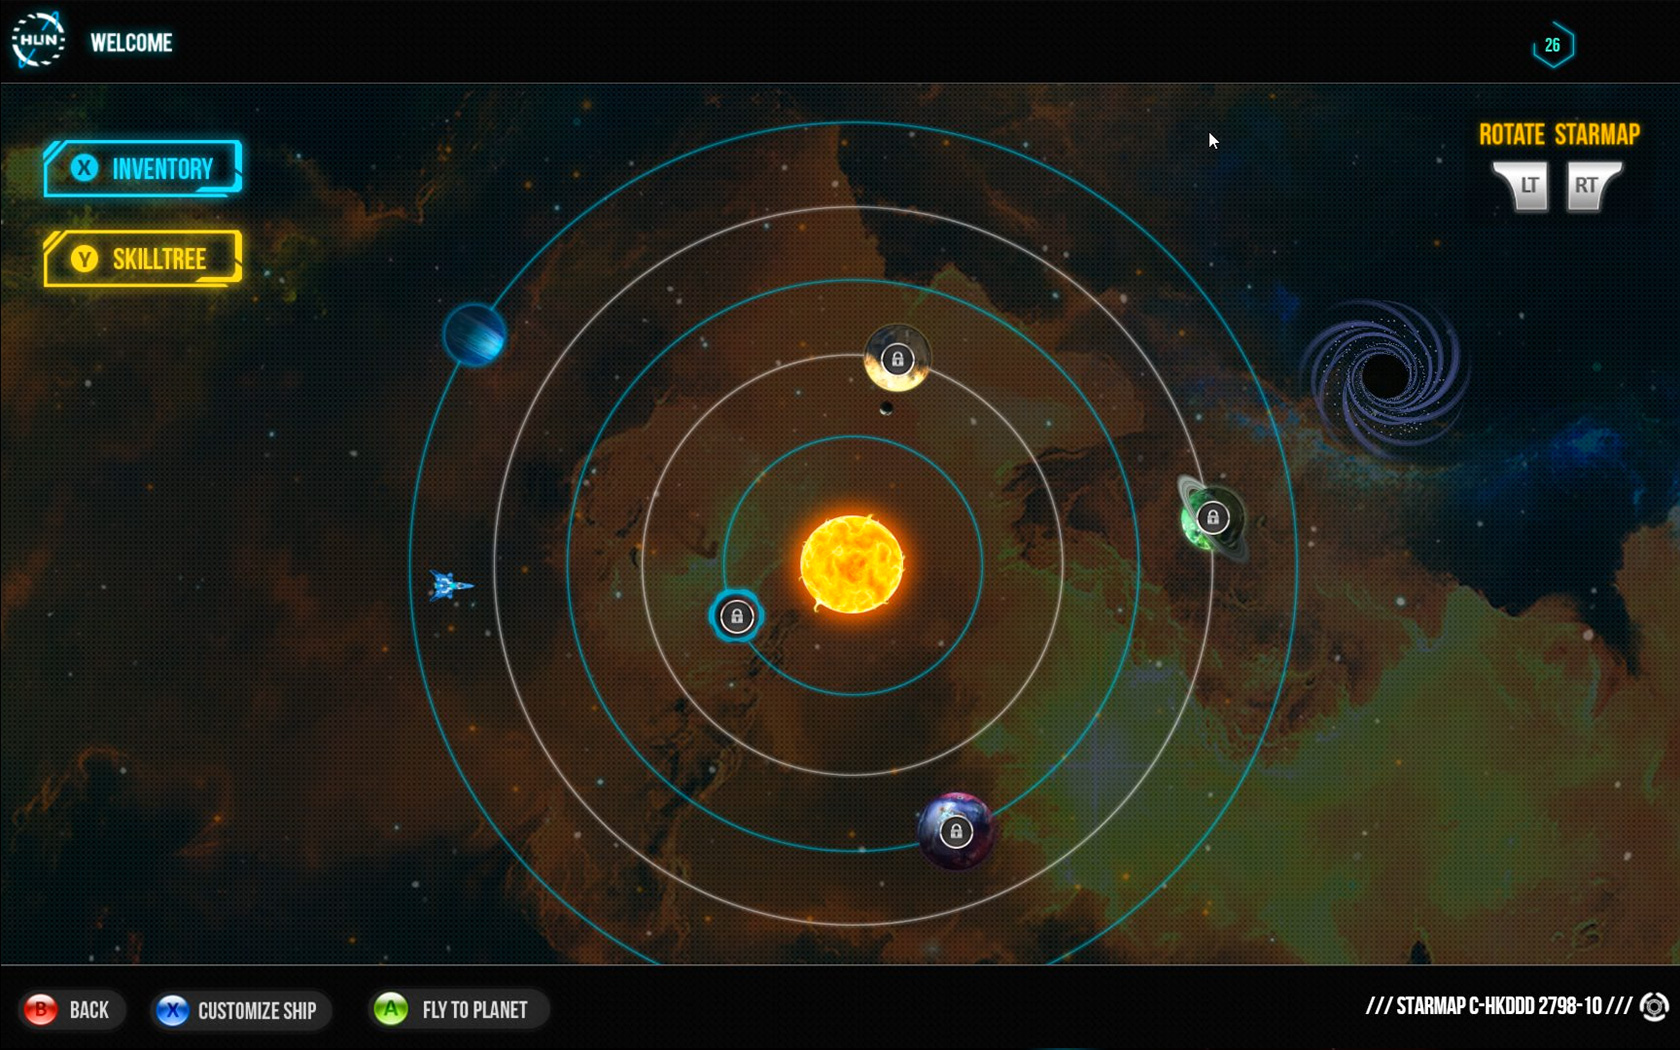 HUN
WELCOME
26
X INVENTORY
Y SKILLTREE
ROTATE STARMAP
LT RT
B BACK
X CUSTOMIZE SHIP
A FLY TO PLANET
/// STARMAP C-HKDDD 2798-10 ///